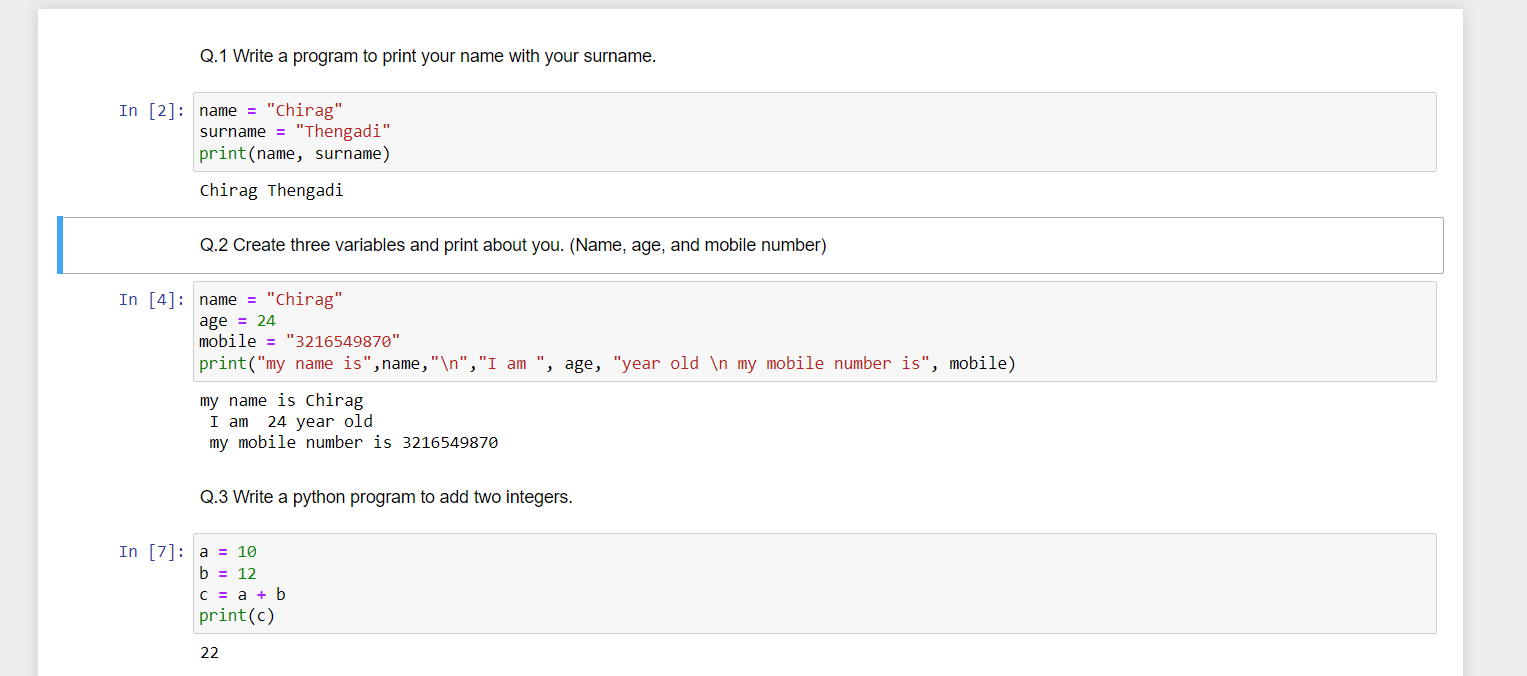 Q.1 Write a program to print your name with your surname.
In [2]: name = "Chirag"
surname = "Thengadi"
print(name, surname)
Chirag Thengadi
Q.2 Create three variables and print about you. (Name, age, and mobile number)
In [4]: name = "Chirag"
age = 24
mobile = "3216549870"
print("my name is",name,"\n","I am ", age, "year old \n my mobile number is", mobile)
my name is Chirag
 I am  24 year old
 my mobile number is 3216549870
Q.3 Write a python program to add two integers.
In [7]: a = 10
b = 12
c = a + b
print(c)
22